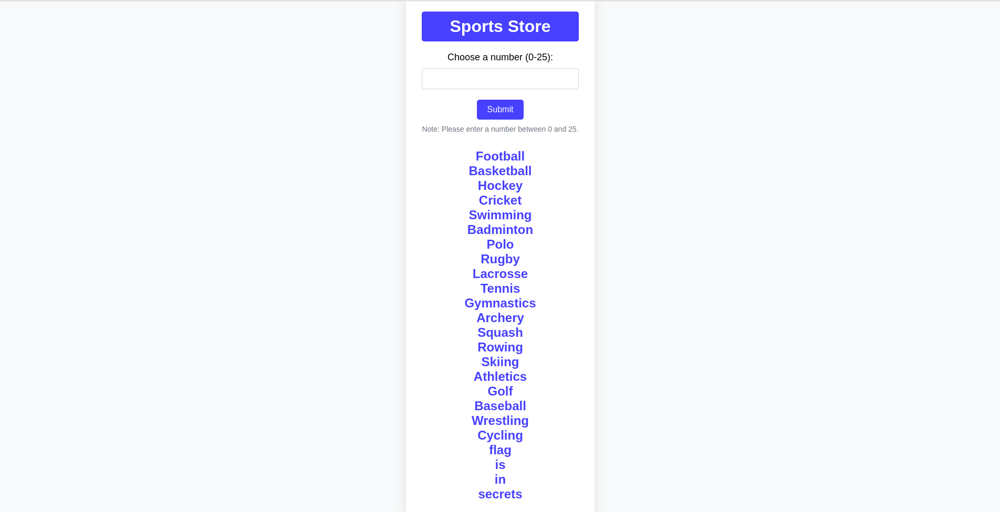 Sports Store
Choose a number (0-25):
Submit
Note: Please enter a number between 0 and 25.
Football
Basketball
Hockey
Cricket
Swimming
Badminton
Polo
Rugby
Lacrosse
Tennis
Gymnastics
Archery
Squash
Rowing
Skiing
Athletics
Golf
Baseball
Wrestling
Cycling
flag
is
in
secrets